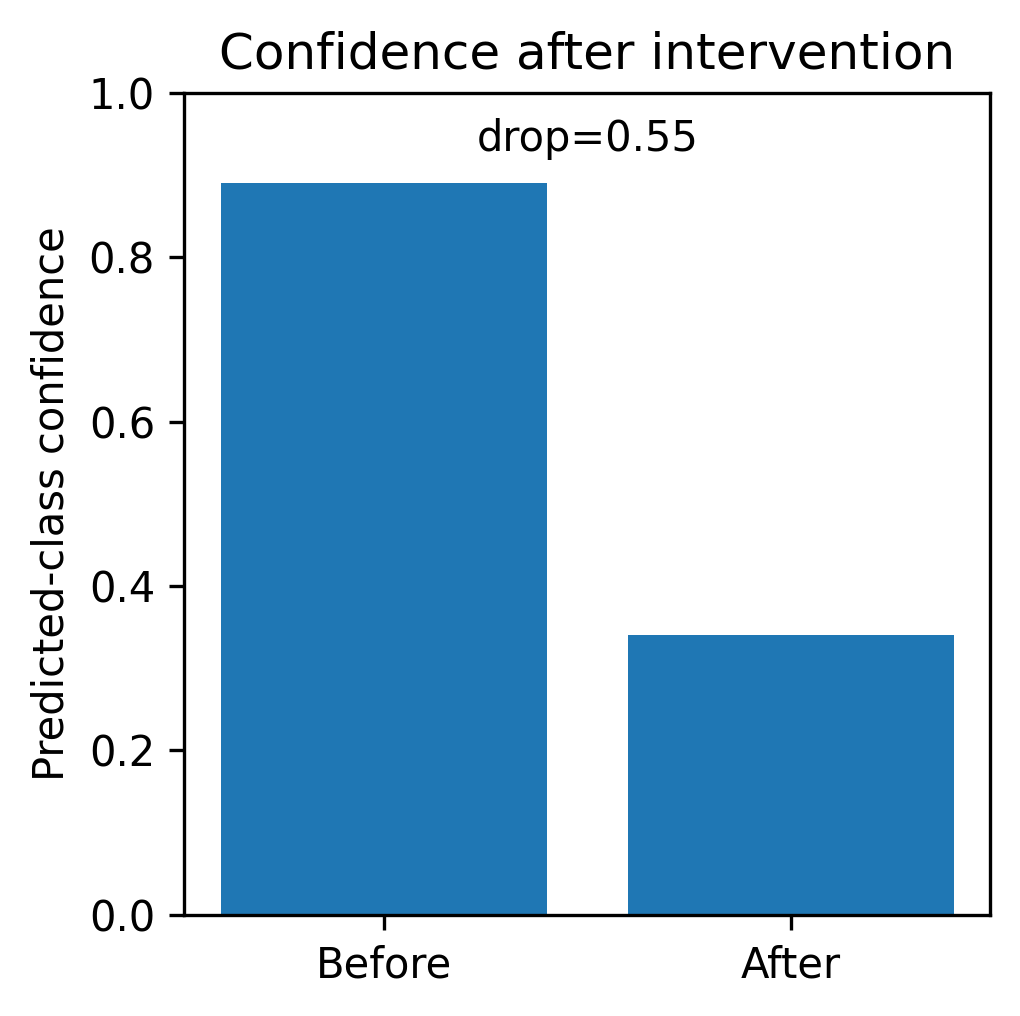 Confidence after intervention
drop=0.55
Predicted-class confidence
1.0
0.8
0.6
0.4
0.2
0.0
Before
After